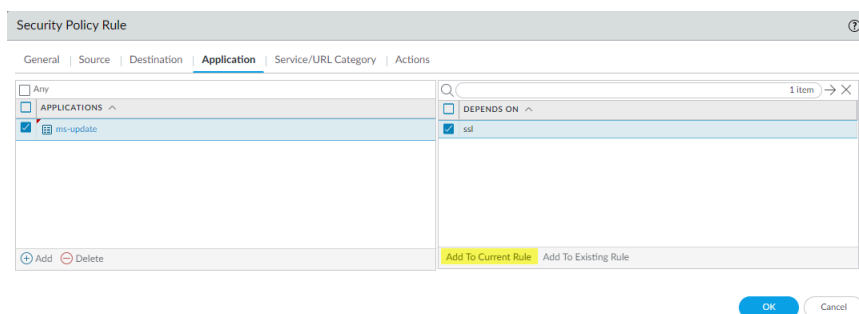 Security Policy Rule
General | Source | Destination | Application | Service/URL Category | Actions
Any
1 item
APPLICATIONS
DEPENDS ON
ms-update
ssl
Add Delete
Add To Current Rule Add To Existing Rule
OK Cancel